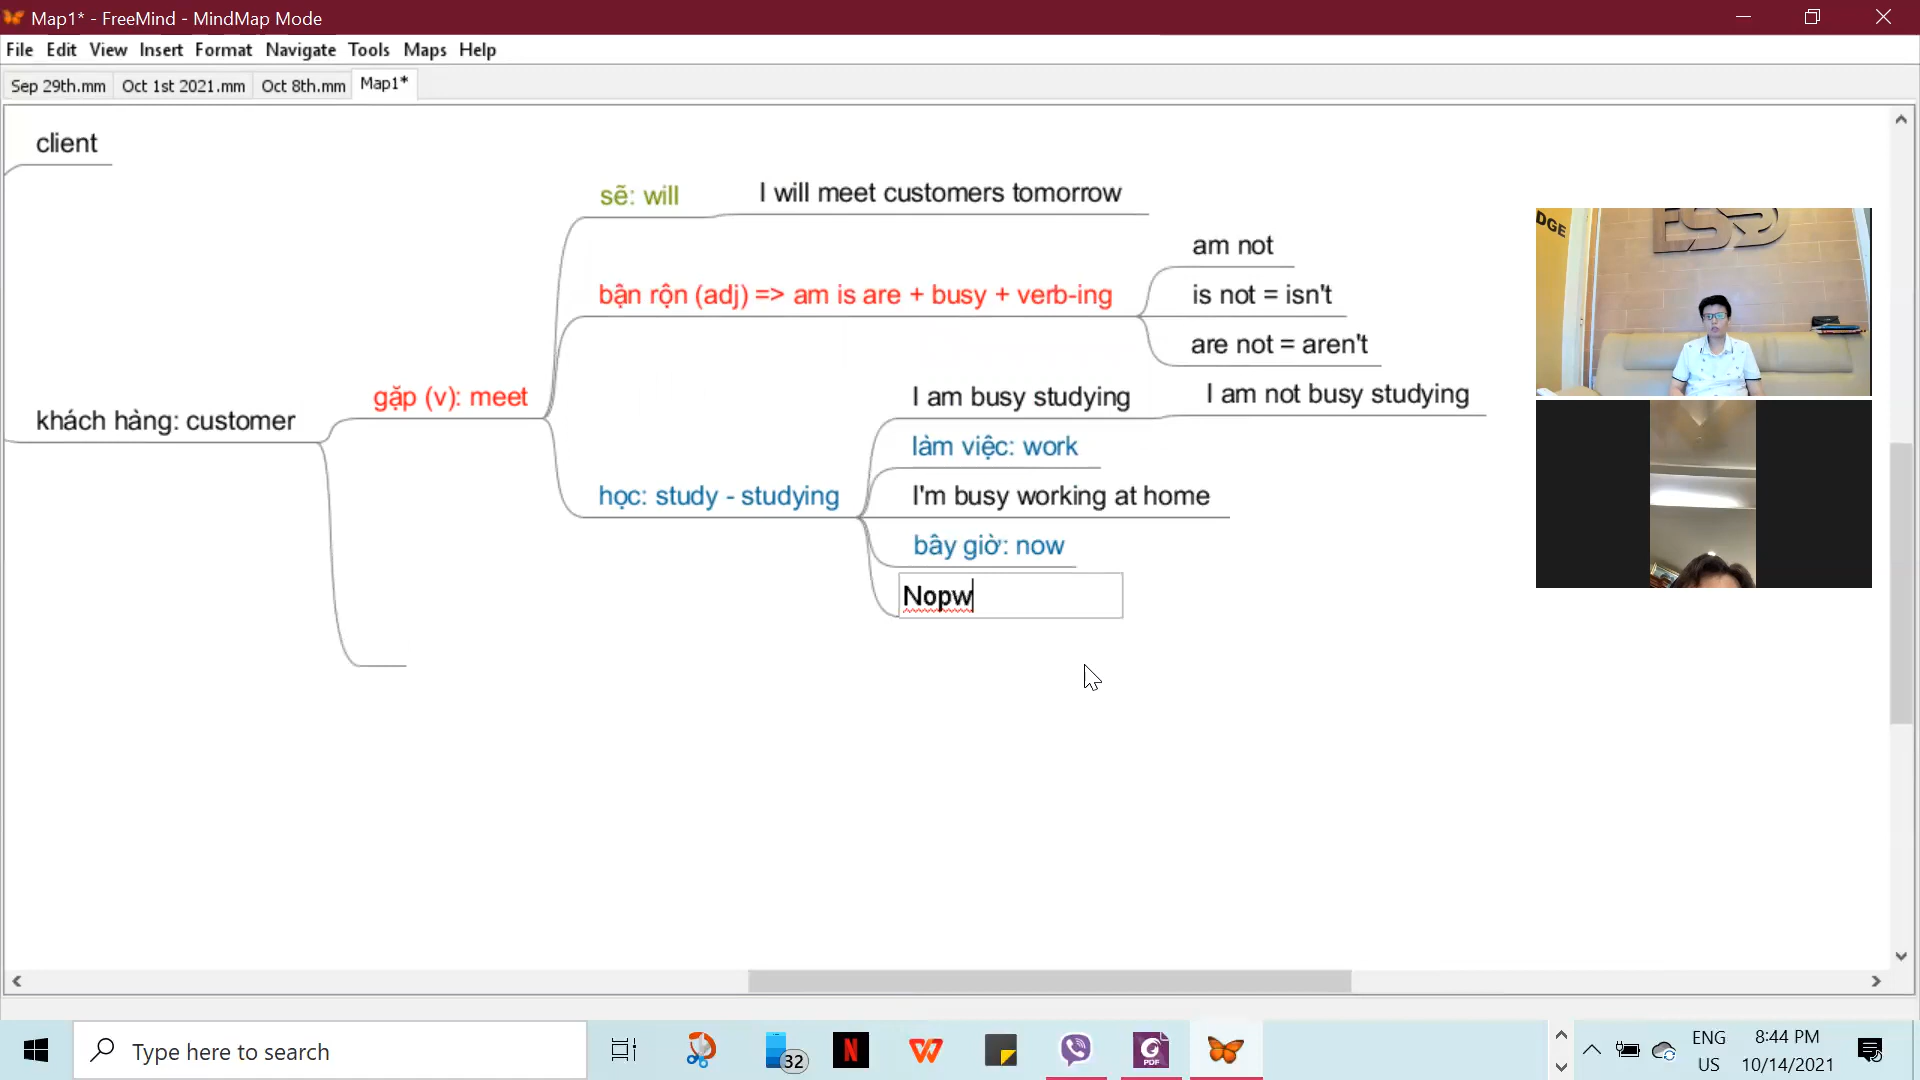 Map1* - FreeMind - MindMap Mode
File Edit View Insert Format Navigate Tools Maps Help
Sep 29th.mm Oct 1st 2021.mm Oct 8th.mm Map1*
client
khách hàng: customer
gặp (v): meet
sẽ: will
I will meet customers tomorrow
bận rộn (adj) => am is are + busy + verb-ing
am not
is not = isn't
are not = aren't
học: study - studying
I am busy studying
I am not busy studying
làm việc: work
I'm busy working at home
bây giờ: now
Nopw
DGE
ESD
Type here to search
32
N
W
PDF
ENG
US
8:44 PM
10/14/2021